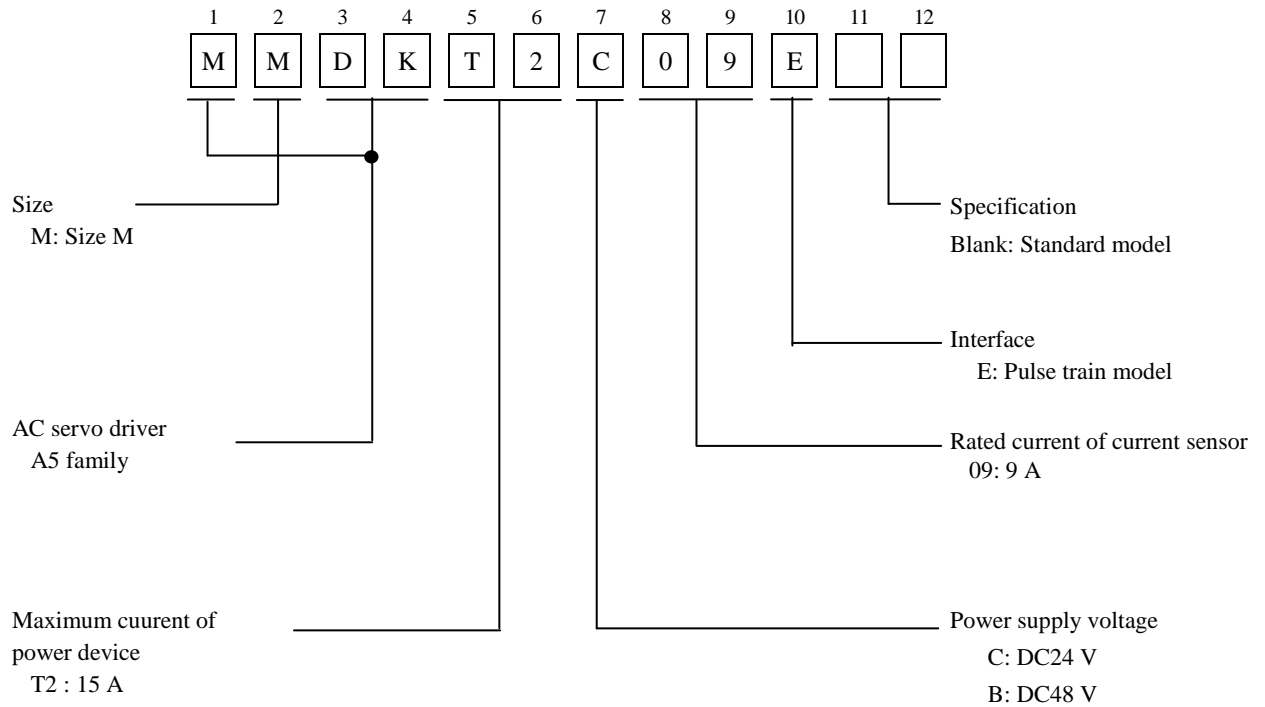 1 2 3 4 5 6 7 8 9 10 11 12
M M D K T 2 C 0 9 E
Size
M: Size M
Specification
Blank: Standard model
Interface
E: Pulse train model
AC servo driver
A5 family
Rated current of current sensor
09: 9 A
Maximum cuurent of
power device
T2 : 15 A
Power supply voltage
C: DC24 V
B: DC48 V